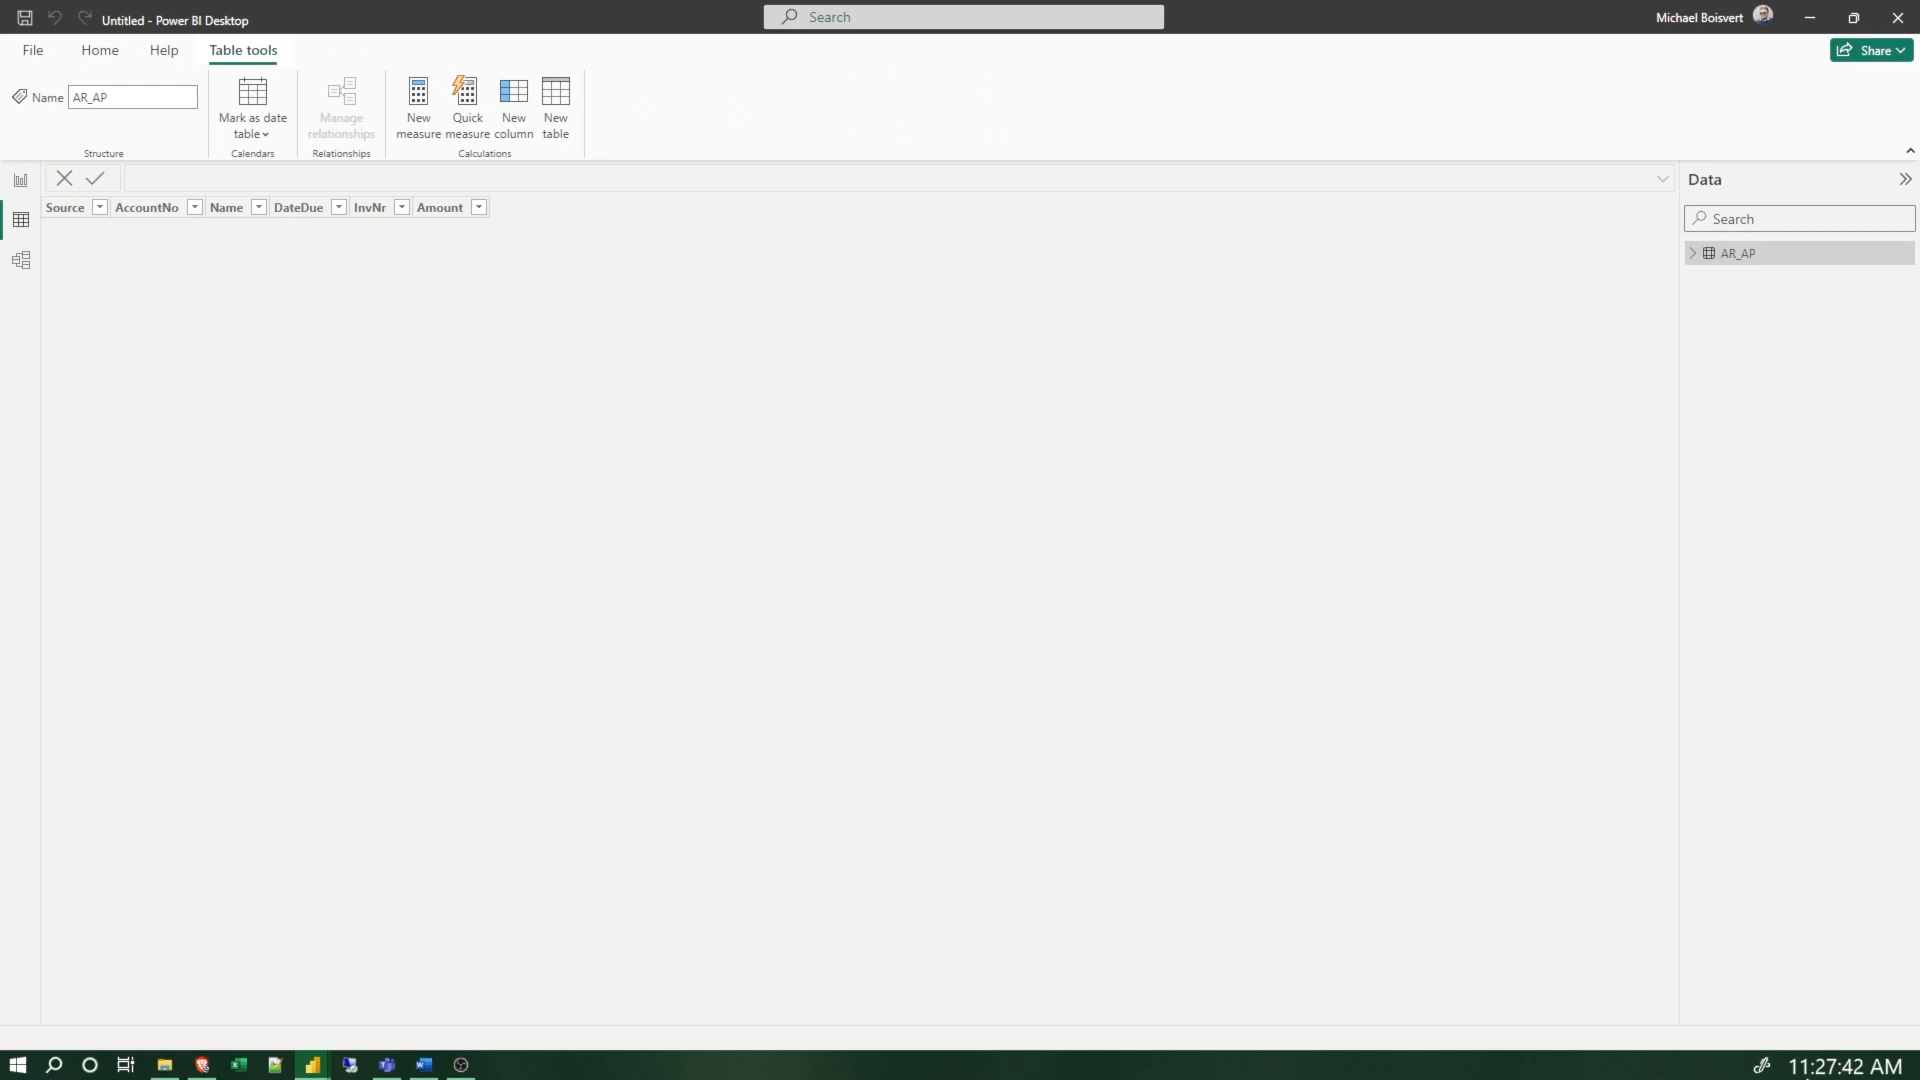 Untitled - Power BI Desktop
Search
Michael Boisvert
File
Home
Help
Table tools
Share
Name
AR_AP
Mark as date
table
Manage
relationships
New
measure
Quick
measure
New
column
New
table
Structure
Calendars
Relationships
Calculations
Data
Source
AccountNo
Name
DateDue
InvNr
Amount
Search
AR_AP
11:27:42 AM